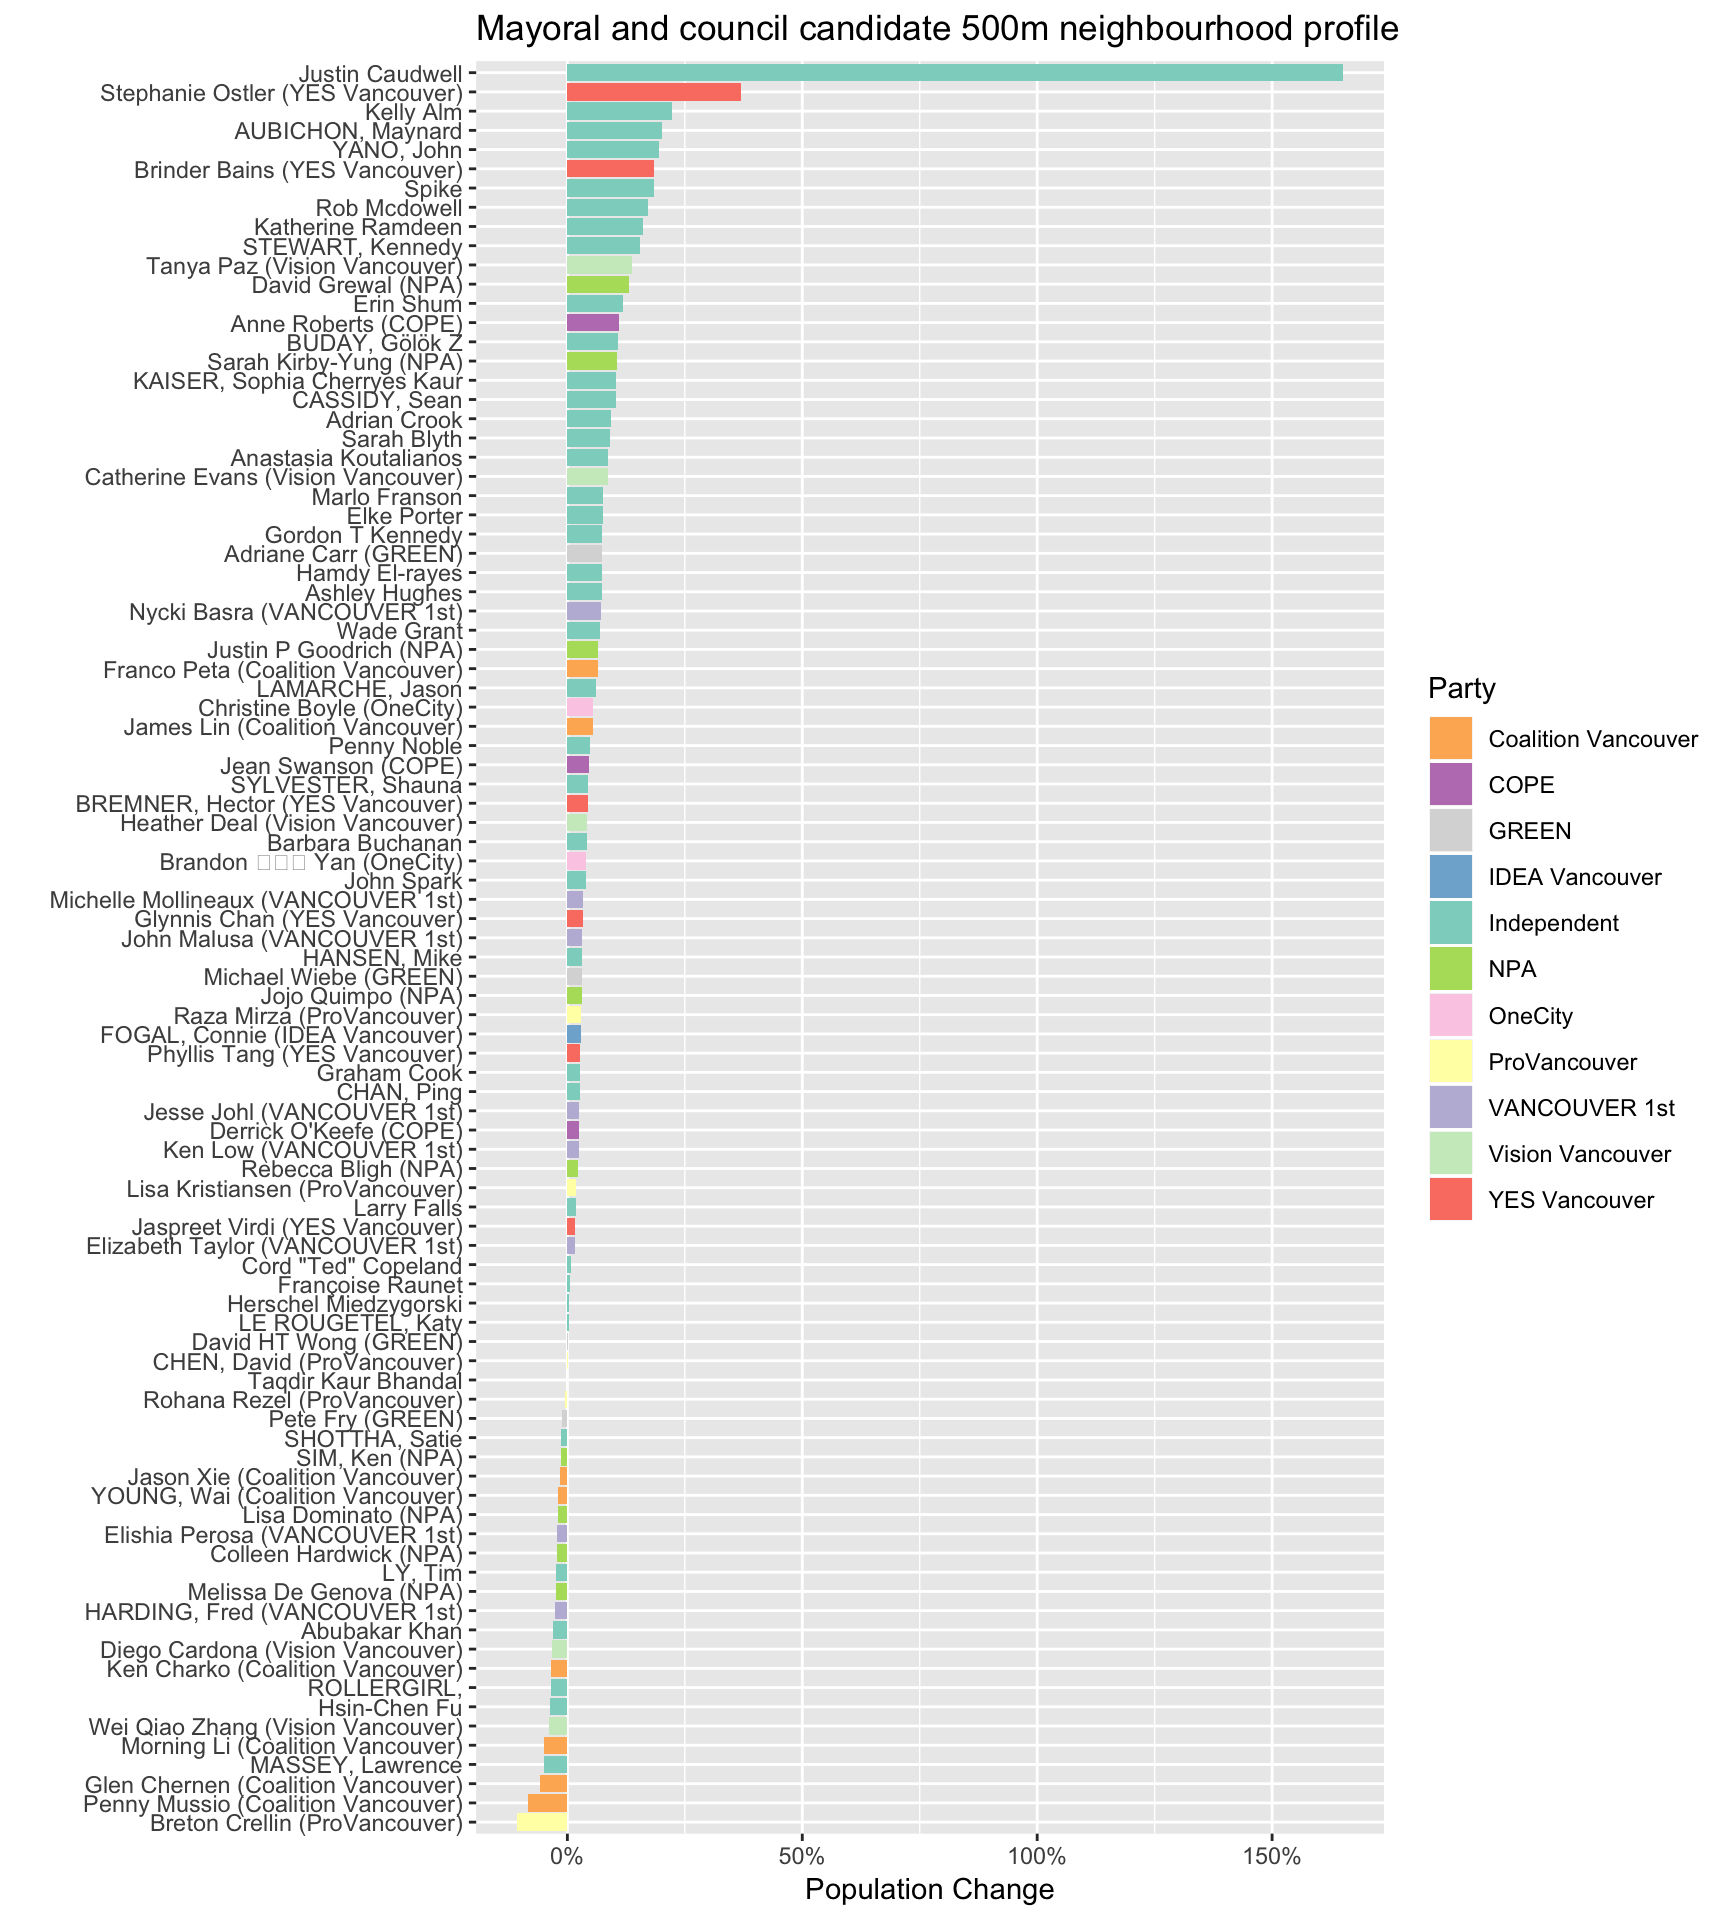 Mayoral and council candidate 500m neighbourhood profile
Justin Caudwell
Stephanie Ostler (YES Vancouver)
Kelly Alm
AUBICHON, Maynard
YANO, John
Brinder Bains (YES Vancouver)
Spike
Rob Mcdowell
Katherine Ramdeen
STEWART, Kennedy
Tanya Paz (Vision Vancouver)
David Grewal (NPA)
Erin Shum
Anne Roberts (COPE)
BUDAY, Gölök Z
Sarah Kirby-Yung (NPA)
KAISER, Sophia Cherryes Kaur
CASSIDY, Sean
Adrian Crook
Sarah Blyth
Anastasia Koutalianos
Catherine Evans (Vision Vancouver)
Marlo Franson
Elke Porter
Gordon T Kennedy
Adriane Carr (GREEN)
Hamdy El-rayes
Ashley Hughes
Nycki Basra (VANCOUVER 1st)
Wade Grant
Justin P Goodrich (NPA)
Franco Peta (Coalition Vancouver)
LAMARCHE, Jason
Christine Boyle (OneCity)
James Lin (Coalition Vancouver)
Penny Noble
Jean Swanson (COPE)
SYLVESTER, Shauna
BREMNER, Hector (YES Vancouver)
Heather Deal (Vision Vancouver)
Barbara Buchanan
Brandon □□□ Yan (OneCity)
John Spark
Michelle Mollineaux (VANCOUVER 1st)
Glynnis Chan (YES Vancouver)
John Malusa (VANCOUVER 1st)
HANSEN, Mike
Michael Wiebe (GREEN)
Jojo Quimpo (NPA)
Raza Mirza (ProVancouver)
FOGAL, Connie (IDEA Vancouver)
Phyllis Tang (YES Vancouver)
Graham Cook
CHAN, Ping
Jesse Johl (VANCOUVER 1st)
Derrick O'Keefe (COPE)
Ken Low (VANCOUVER 1st)
Rebecca Bligh (NPA)
Lisa Kristiansen (ProVancouver)
Larry Falls
Jaspreet Virdi (YES Vancouver)
Elizabeth Taylor (VANCOUVER 1st)
Cord "Ted" Copeland
Françoise Raunet
Herschel Miedzygorski
LE ROUGETEL, Katy
David HT Wong (GREEN)
CHEN, David (ProVancouver)
Taqdir Kaur Bhandal
Rohana Rezel (ProVancouver)
Pete Fry (GREEN)
SHOTTHA, Satie
SIM, Ken (NPA)
Jason Xie (Coalition Vancouver)
YOUNG, Wai (Coalition Vancouver)
Lisa Dominato (NPA)
Elishia Perosa (VANCOUVER 1st)
Colleen Hardwick (NPA)
LY, Tim
Melissa De Genova (NPA)
HARDING, Fred (VANCOUVER 1st)
Abubakar Khan
Diego Cardona (Vision Vancouver)
Ken Charko (Coalition Vancouver)
ROLLERGIRL,
Hsin-Chen Fu
Wei Qiao Zhang (Vision Vancouver)
Morning Li (Coalition Vancouver)
MASSEY, Lawrence
Glen Chernen (Coalition Vancouver)
Penny Mussio (Coalition Vancouver)
Breton Crellin (ProVancouver)
0%
50%
100%
150%
Population Change
Party
Coalition Vancouver
COPE
GREEN
IDEA Vancouver
Independent
NPA
OneCity
ProVancouver
VANCOUVER 1st
Vision Vancouver
YES Vancouver